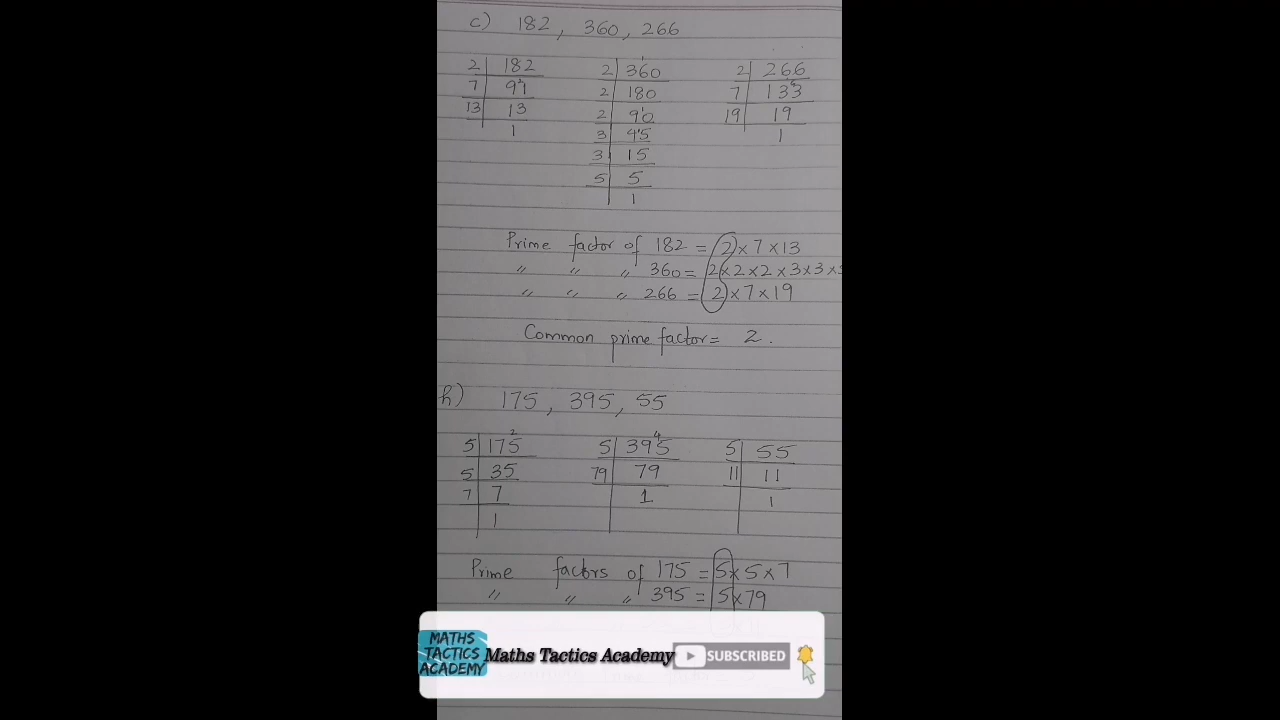 c) 182, 360, 266
2 182 2 360 2 266
7 91 2 180 7 133
13 13 2 90 19 19
1 3 45 1
3 15
5 5
1
Prime factor of 182 = 2 × 7 × 13
" " " 360 = 2 × 2 × 2 × 3 × 3 ×
" " " 266 = 2 × 7 × 19
Common prime factor = 2.
h) 175, 395, 55
5 175 5 395 5 55
5 35 79 79 11 11
7 7 1 1
1
Prime factors of 175 = 5 × 5 × 7
" " " 395 = 5 × 79
MATHS TACTICS ACADEMY
Maths Tactics Academy
SUBSCRIBED